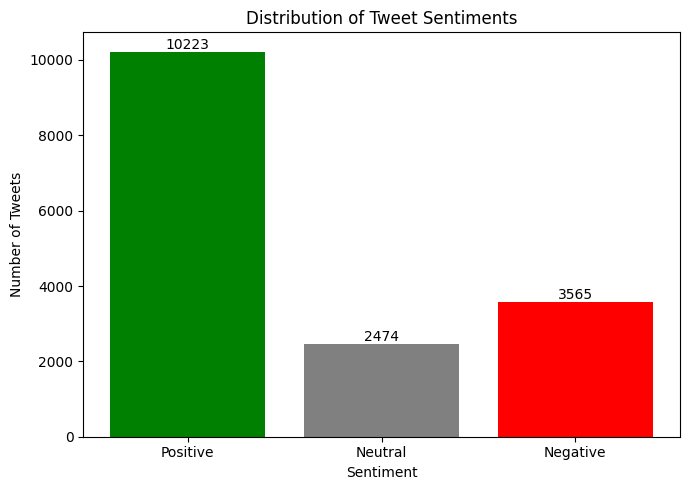 Distribution of Tweet Sentiments
Number of Tweets
10000
8000
6000
4000
2000
0
10223
2474
3565
Positive
Neutral
Negative
Sentiment